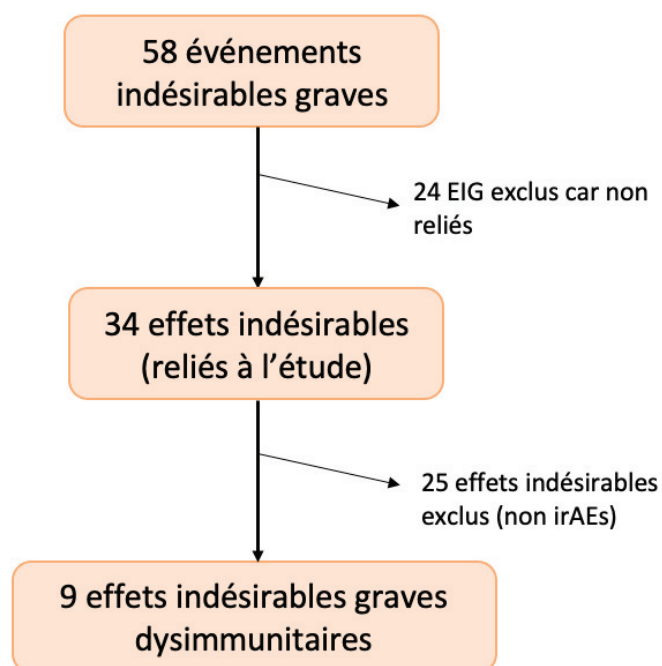 58 événements
indésirables graves
24 EIG exclus car non
reliés
34 effets indésirables
(reliés à l'étude)
25 effets indésirables
exclus (non irAEs)
9 effets indésirables graves
dysimmunitaires